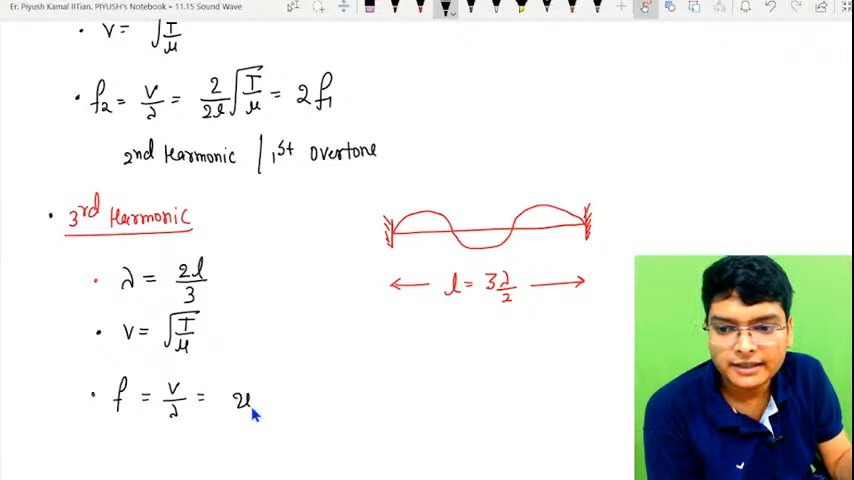 Er. Piyush Kamal IITian. PIYUSH's Notebook » 11.15 Sound Wave
• v = √T/μ
• f₂ = v/λ = 2/2l √T/μ = 2f₁
2nd Harmonic | 1st Overtone
• 3rd Harmonic
• λ = 2l/3
l = 3λ/2
• v = √T/μ
• f = v/λ = 2l